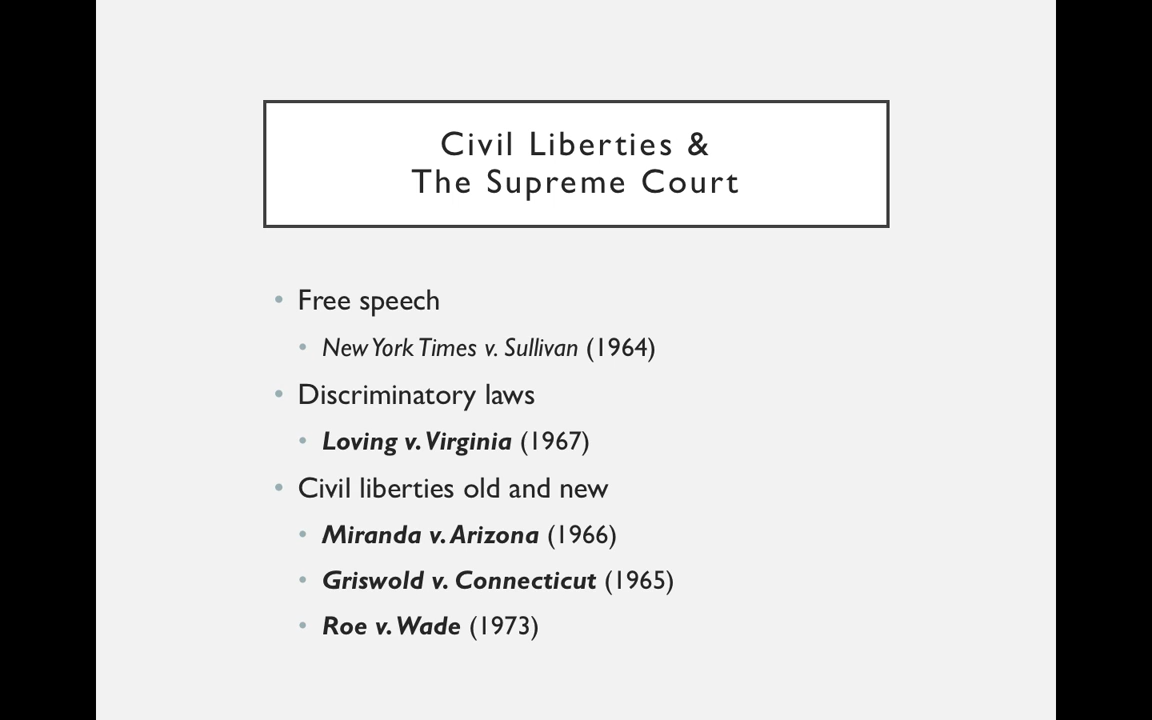 Civil Liberties &
The Supreme Court
• Free speech
• New York Times v. Sullivan (1964)
• Discriminatory laws
• Loving v. Virginia (1967)
• Civil liberties old and new
• Miranda v. Arizona (1966)
• Griswold v. Connecticut (1965)
• Roe v. Wade (1973)